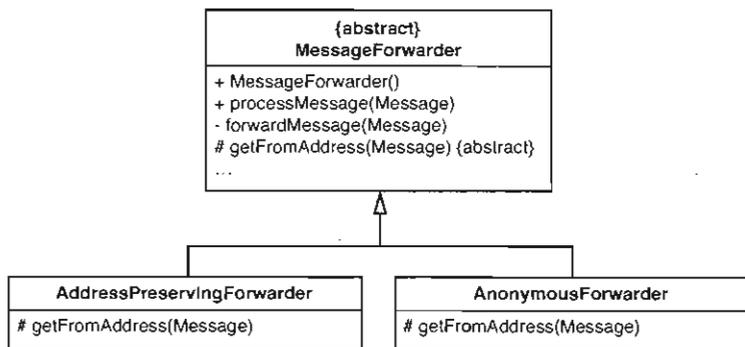 {abstract}
MessageForwarder
+ MessageForwarder()
+ processMessage(Message)
- forwardMessage(Message)
# getFromAddress(Message) {abstract}
...
AddressPreservingForwarder
# getFromAddress(Message)
AnonymousForwarder
# getFromAddress(Message)